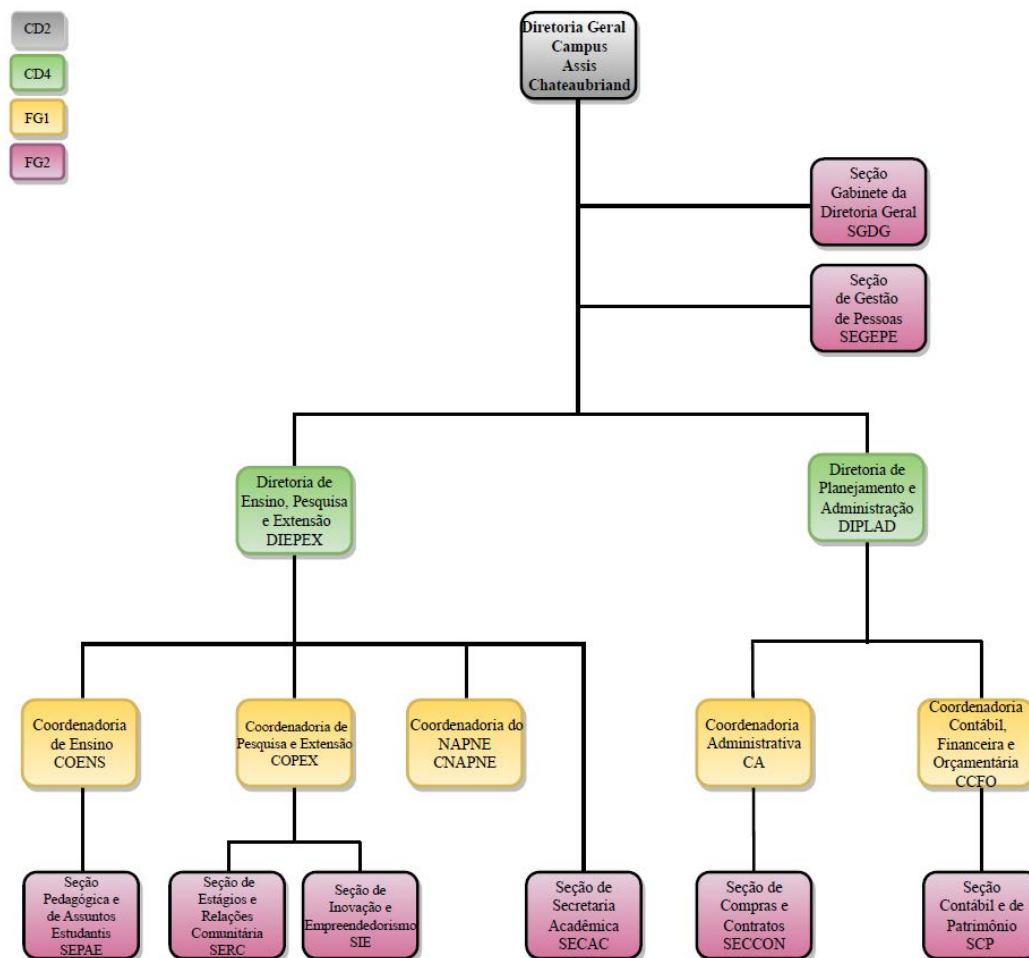 CD2
CD4
FG1
FG2
Diretoria Geral
Campus
Assis
Chateaubriand
Seção
Gabinete da
Diretoria Geral
SGDG
Seção
de Gestão
de Pessoas
SEGEPE
Diretoria de
Ensino, Pesquisa
e Extensão
DIEPEX
Diretoria de
Planejamento e
Administração
DIPLAD
Coordenadoria
de Ensino
COENS
Coordenadoria de
Pesquisa e Extensão
COPEX
Coordenadoria do
NAPNE
CNAPNE
Coordenadoria
Administrativa
CA
Coordenadoria
Contábil,
Financeira e
Orçamentária
CCFO
Seção
Pedagógica e
de Assuntos
Estudantis
SEPAE
Seção de
Estágios e
Relações
Comunitária
SERC
Seção de
Inovação e
Empreendedorismo
SIE
Seção de
Secretaria
Acadêmica
SECAC
Seção de
Compras e
Contratos
SECCON
Seção
Contábil e de
Patrimônio
SCP